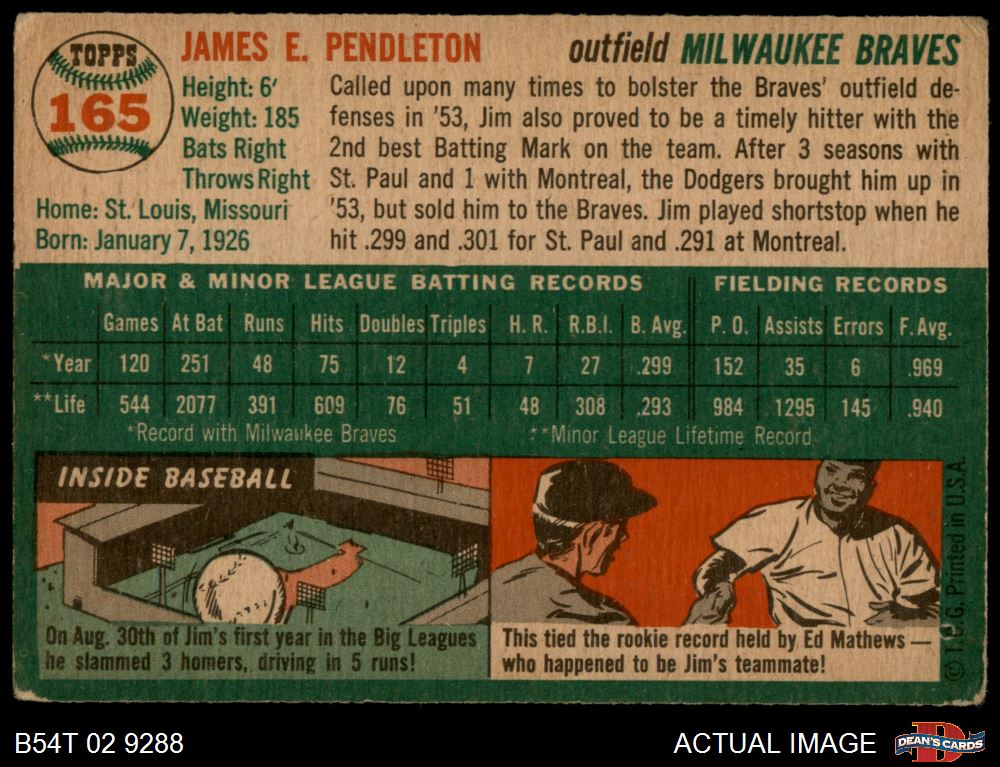 TOPPS
165
JAMES E. PENDLETON
outfield MILWAUKEE BRAVES
Height: 6'
Weight: 185
Bats Right
Throws Right
Home: St. Louis, Missouri
Born: January 7, 1926
Called upon many times to bolster the Braves' outfield de-
fenses in '53, Jim also proved to be a timely hitter with the
2nd best Batting Mark on the team. After 3 seasons with
St. Paul and 1 with Montreal, the Dodgers brought him up in
'53, but sold him to the Braves. Jim played shortstop when he
hit .299 and .301 for St. Paul and .291 at Montreal.
MAJOR & MINOR LEAGUE BATTING RECORDS FIELDING RECORDS
Games At Bat Runs Hits Doubles Triples H. R. R.B.I. B. Avg. P. O. Assists Errors F. Avg.
*Year 120 251 48 75 12 4 7 27 .299 152 35 6 .969
**Life 544 2077 391 609 76 51 48 308 .293 984 1295 145 .940
*Record with Milwaukee Braves **Minor League Lifetime Record
INSIDE BASEBALL
On Aug. 30th of Jim's first year in the Big Leagues
he slammed 3 homers, driving in 5 runs!
This tied the rookie record held by Ed Mathews —
who happened to be Jim's teammate!
© T.C.G. Printed in U.S.A.
B54T 02 9288
ACTUAL IMAGE
D
DEAN'S CARDS